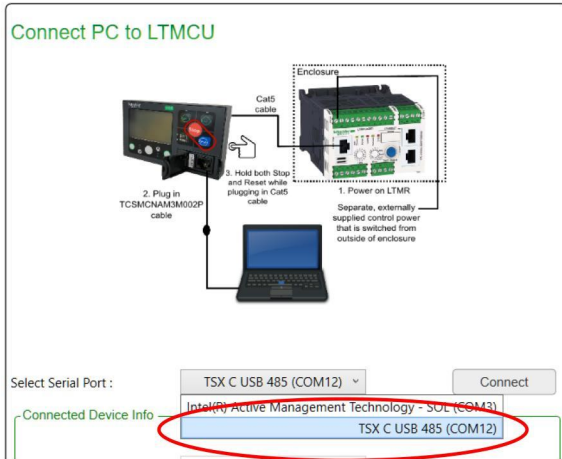 Connect PC to LTMCU
Enclosure
Cat5
cable
3. Hold both Stop
and Reset while
plugging in Cat5
cable
2. Plug in
TCSMCNAM3M002P
cable
1. Power on LTMR
Separate, externally
supplied control power
that is switched from
outside of enclosure
Select Serial Port :
TSX C USB 485 (COM12)
Connect
Intel(R) Active Management Technology - SOL (COM3)
Connected Device Info
TSX C USB 485 (COM12)